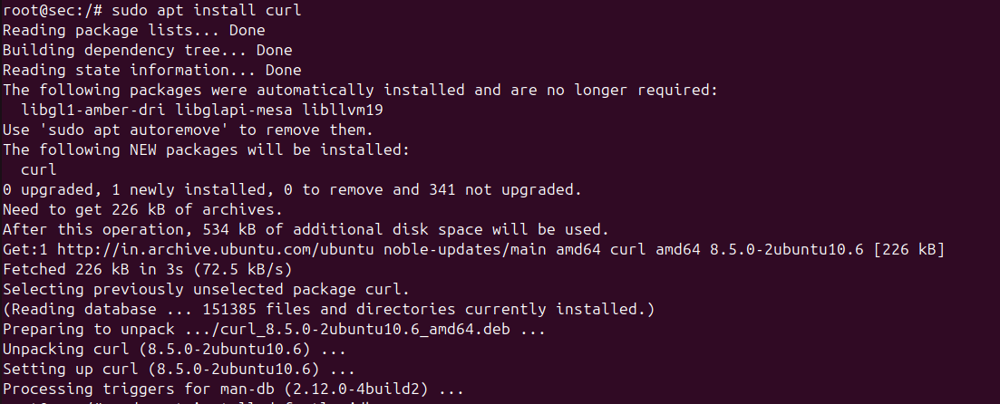 root@sec:/# sudo apt install curl
Reading package lists... Done
Building dependency tree... Done
Reading state information... Done
The following packages were automatically installed and are no longer required:
  libgl1-amber-dri libglapi-mesa libllvm19
Use 'sudo apt autoremove' to remove them.
The following NEW packages will be installed:
  curl
0 upgraded, 1 newly installed, 0 to remove and 341 not upgraded.
Need to get 226 kB of archives.
After this operation, 534 kB of additional disk space will be used.
Get:1 http://in.archive.ubuntu.com/ubuntu noble-updates/main amd64 curl amd64 8.5.0-2ubuntu10.6 [226 kB]
Fetched 226 kB in 3s (72.5 kB/s)
Selecting previously unselected package curl.
(Reading database ... 151385 files and directories currently installed.)
Preparing to unpack .../curl_8.5.0-2ubuntu10.6_amd64.deb ...
Unpacking curl (8.5.0-2ubuntu10.6) ...
Setting up curl (8.5.0-2ubuntu10.6) ...
Processing triggers for man-db (2.12.0-4build2) ...